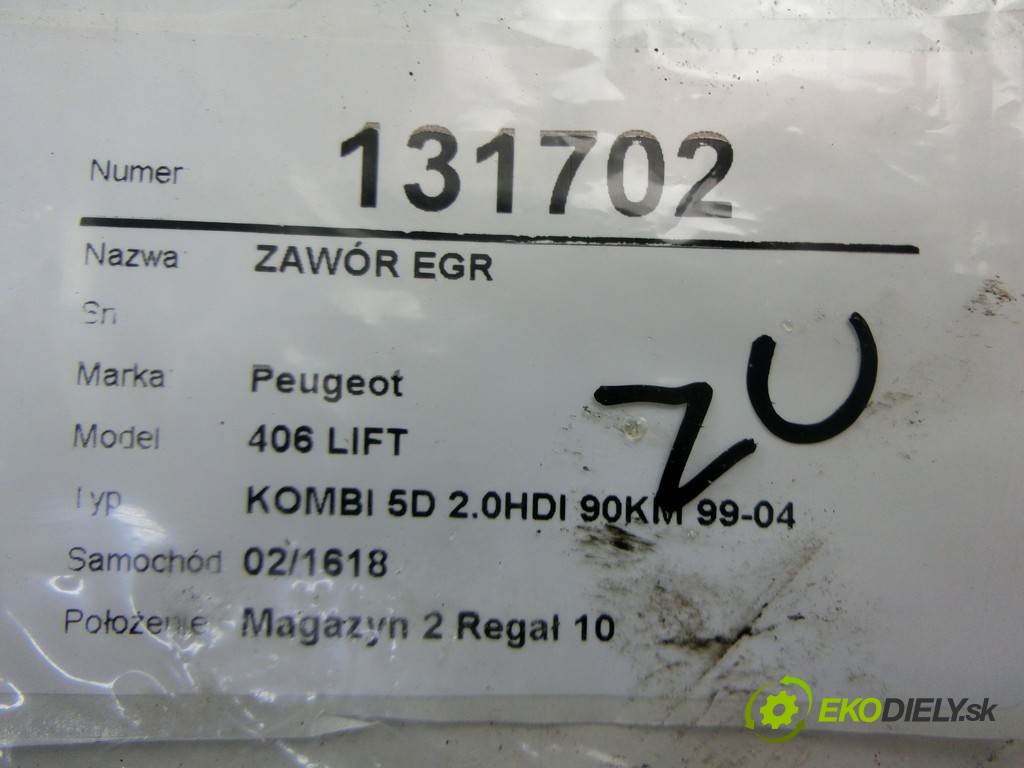 Numer 131702
Nazwa ZAWÓR EGR
Sn
Marka Peugeot
Model 406 LIFT
Typ KOMBI 5D 2.0HDI 90KM 99-04
Samochód 02/1618
Położenie Magazyn 2 Regał 10
EKODIELY.sk